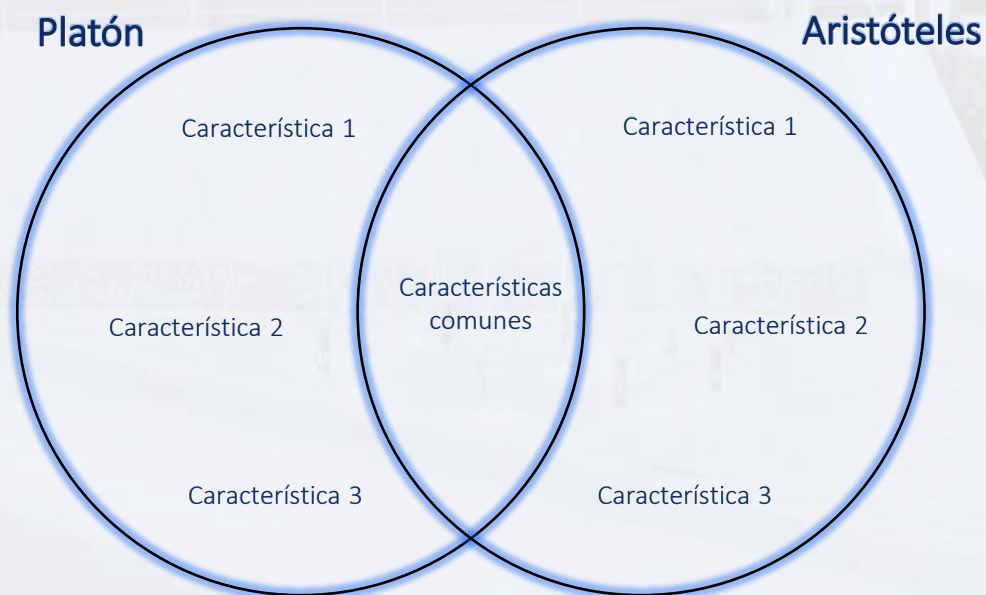 Platón
Aristóteles
Característica 1
Característica 1
Características
comunes
Característica 2
Característica 2
Característica 3
Característica 3